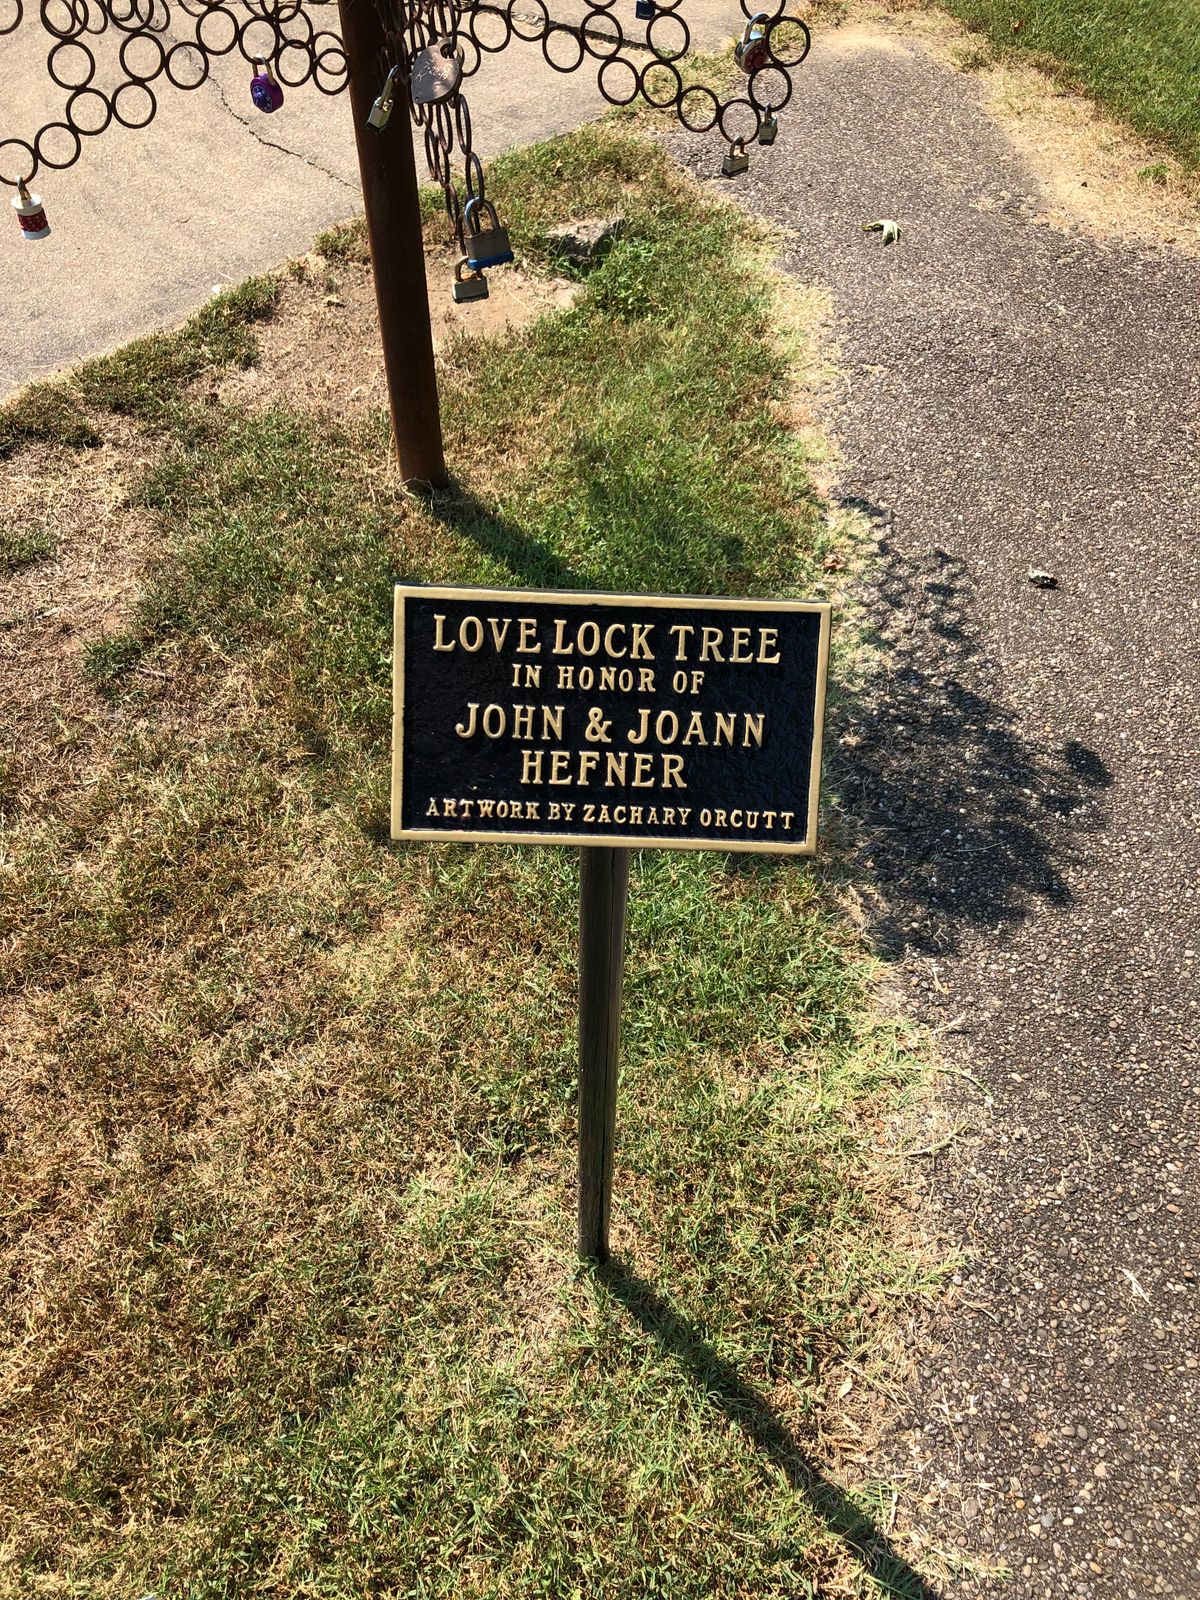 LOVE LOCK TREE
IN HONOR OF
JOHN & JOANN
HEFNER
ARTWORK BY ZACHARY ORCUTT